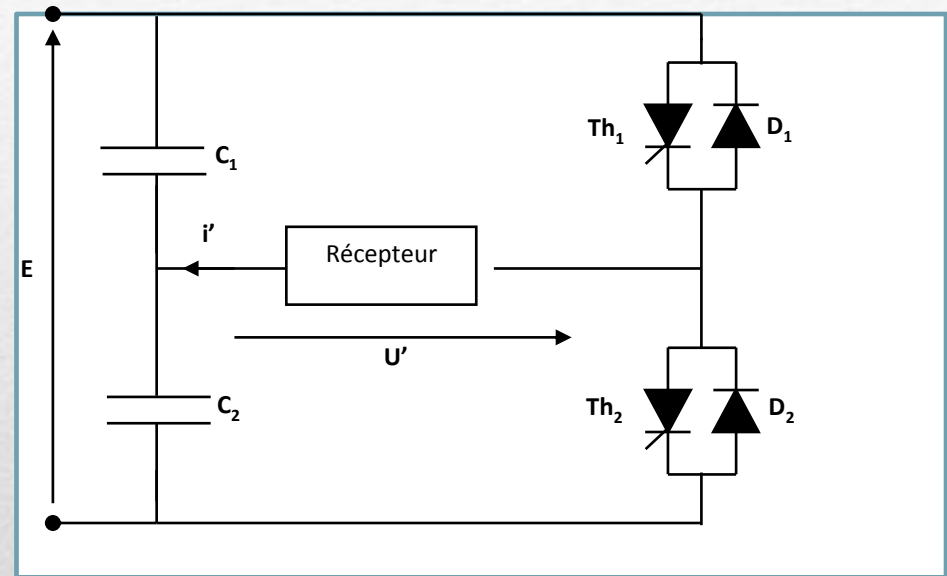 Th₁
D₁
C₁
i’
Récepteur
E
U’
C₂
Th₂
D₂